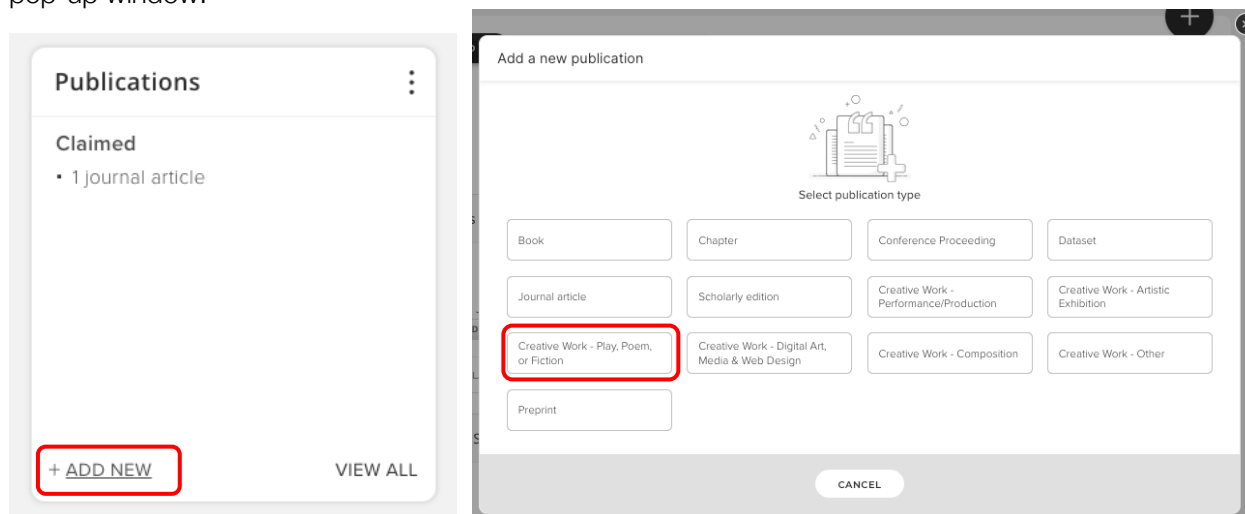 pop-up window.
Publications
Claimed
▪ 1 journal article
+ ADD NEW
VIEW ALL
Add a new publication
Select publication type
Book
Chapter
Conference Proceeding
Dataset
Journal article
Scholarly edition
Creative Work -
Performance/Production
Creative Work - Artistic
Exhibition
Creative Work - Play, Poem,
or Fiction
Creative Work - Digital Art,
Media & Web Design
Creative Work - Composition
Creative Work - Other
Preprint
CANCEL